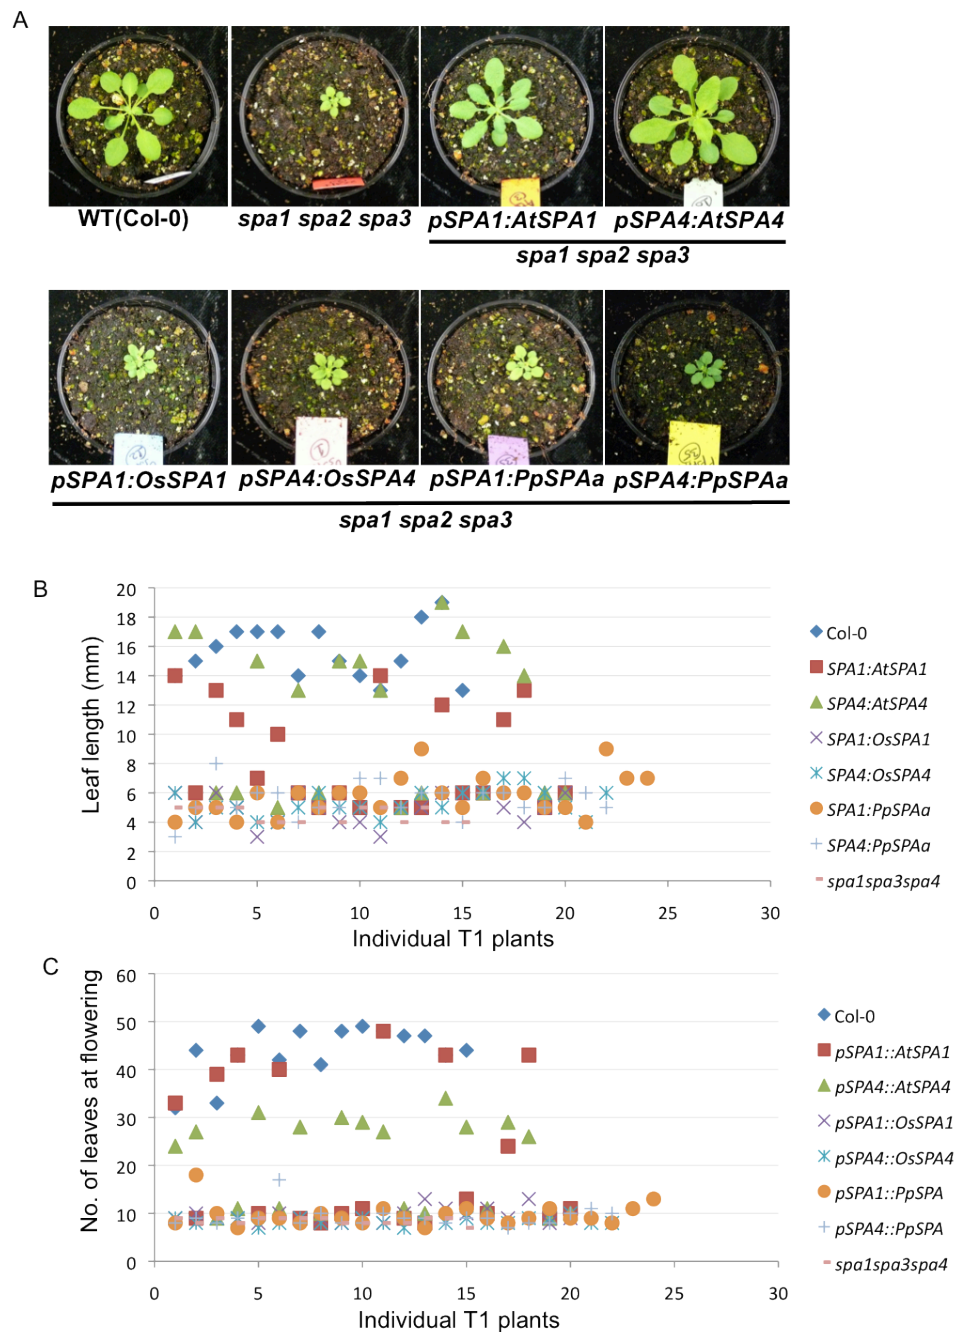 A
WT(Col-0)
spa1 spa2 spa3
pSPA1:AtSPA1
pSPA4:AtSPA4
spa1 spa2 spa3
pSPA1:OsSPA1
pSPA4:OsSPA4
pSPA1:PpSPAa
pSPA4:PpSPAa
spa1 spa2 spa3
B
Leaf length (mm)
20
18
16
14
12
10
8
6
4
2
0
0 5 10 15 20 25 30
Individual T1 plants
Col-0
SPA1:AtSPA1
SPA4:AtSPA4
SPA1:OsSPA1
SPA4:OsSPA4
SPA1:PpSPAa
SPA4:PpSPAa
spa1spa3spa4
C
No. of leaves at flowering
60
50
40
30
20
10
0
0 5 10 15 20 25 30
Individual T1 plants
Col-0
pSPA1::AtSPA1
pSPA4::AtSPA4
pSPA1::OsSPA1
pSPA4::OsSPA4
pSPA1::PpSPA
pSPA4::PpSPA
spa1spa3spa4